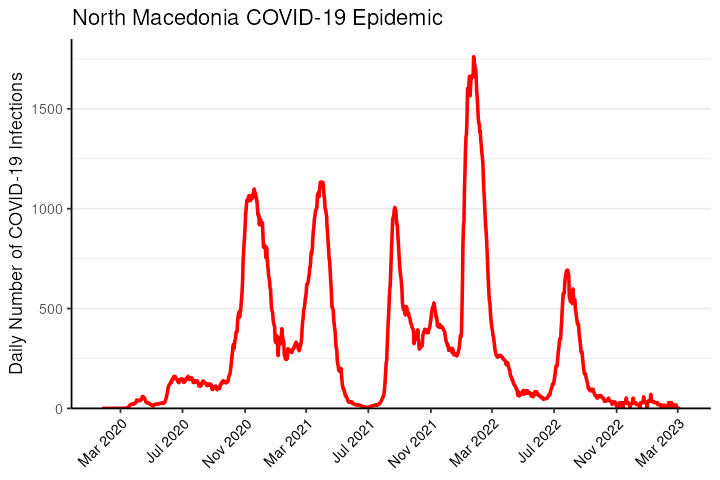 North Macedonia COVID-19 Epidemic
Daily Number of COVID-19 Infections
1500
1000
500
0
Mar 2020
Jul 2020
Nov 2020
Mar 2021
Jul 2021
Nov 2021
Mar 2022
Jul 2022
Nov 2022
Mar 2023